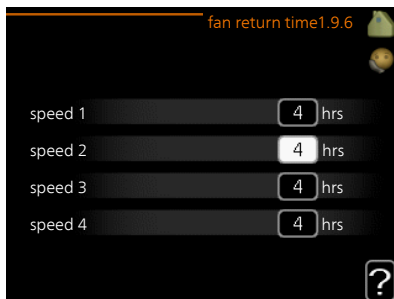 fan return time1.9.6
speed 1 4 hrs
speed 2 4 hrs
speed 3 4 hrs
speed 4 4 hrs
?